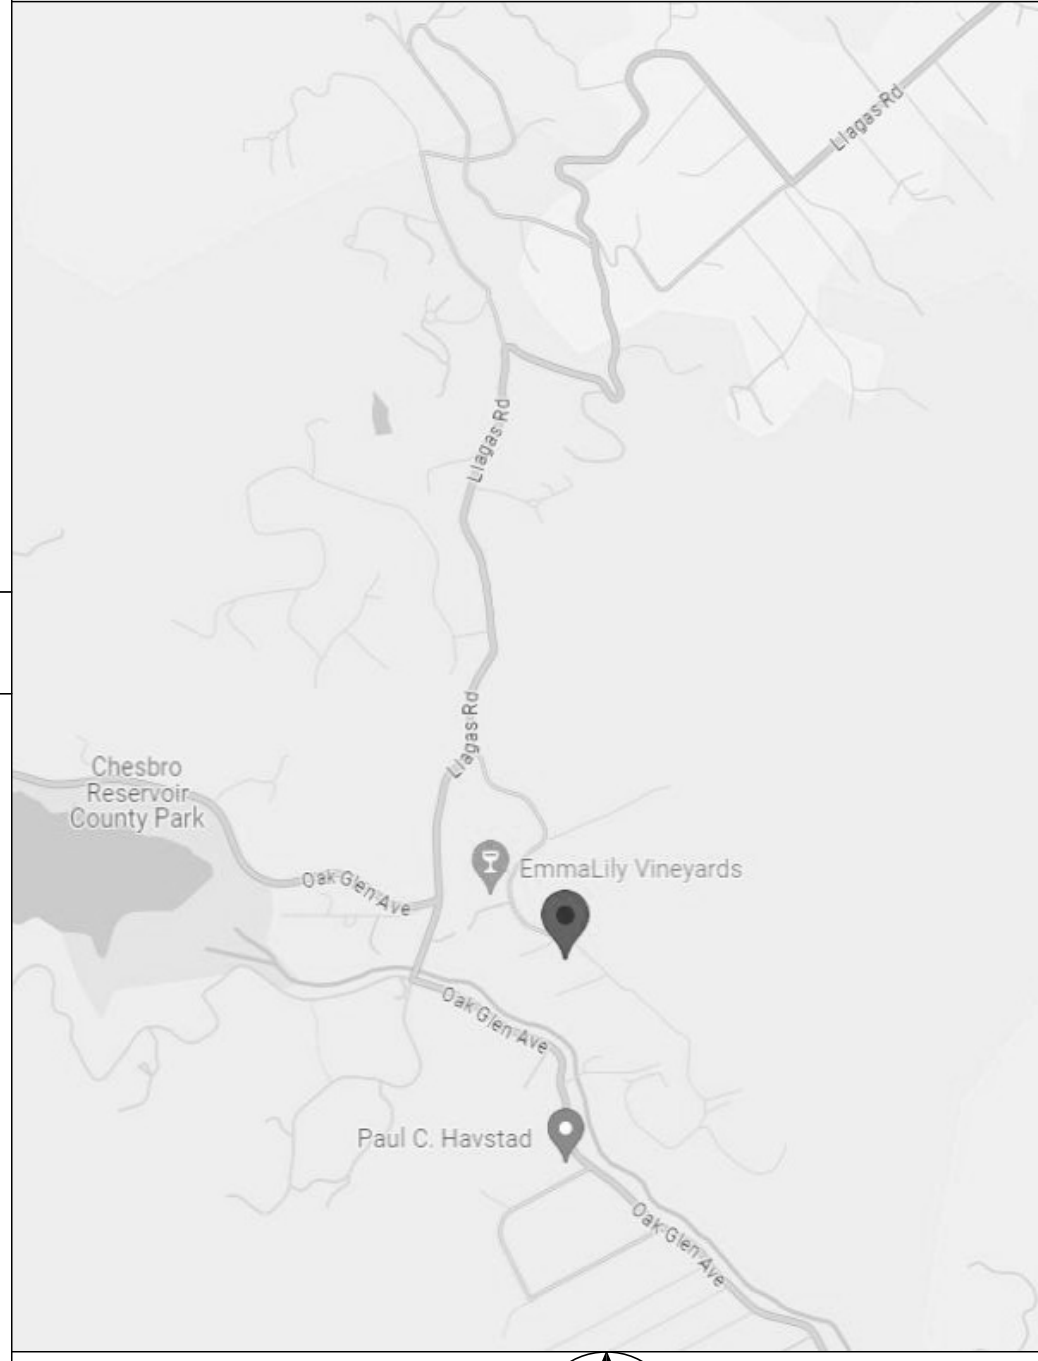 Llagas Rd
Llagas Rd
Llagas Rd
Chesbro
Reservoir
County Park
EmmaLily Vineyards
Oak Glen Ave
Oak Glen Ave
Paul C. Havstad
Oak Glen Ave